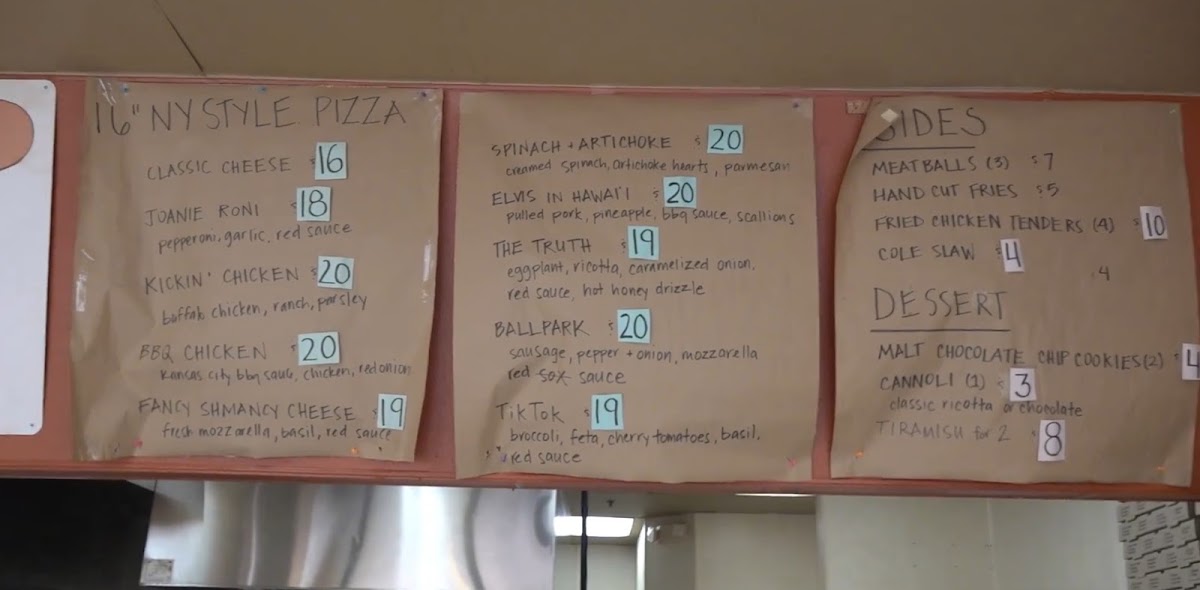 16" NY STYLE PIZZA
CLASSIC CHEESE $16
JOANIE RONI $18
pepperoni, garlic, red sauce
KICKIN' CHICKEN $20
buffalo chicken, ranch, parsley
BBQ CHICKEN $20
Kansas city bbq sauce, chicken, red onion
FANCY SHMANCY CHEESE $19
fresh mozzarella, basil, red sauce
SPINACH + ARTICHOKE $20
creamed spinach, artichoke hearts, parmesan
ELVIS IN HAWAI'I $20
pulled pork, pineapple, bbq sauce, scallions
THE TRUTH $19
eggplant, ricotta, caramelized onion,
red sauce, hot honey drizzle
BALLPARK $20
sausage, pepper + onion, mozzarella
red sox sauce
TikTok $19
broccoli, feta, cherry tomatoes, basil,
red sauce
SIDES
MEATBALLS (3) $7
HAND CUT FRIES $5
FRIED CHICKEN TENDERS (4) $10
COLE SLAW $4
$4
DESSERT
MALT CHOCOLATE CHIP COOKIES (2) $4
CANNOLI (1) $3
classic ricotta or chocolate
TIRAMISU for 2 $8